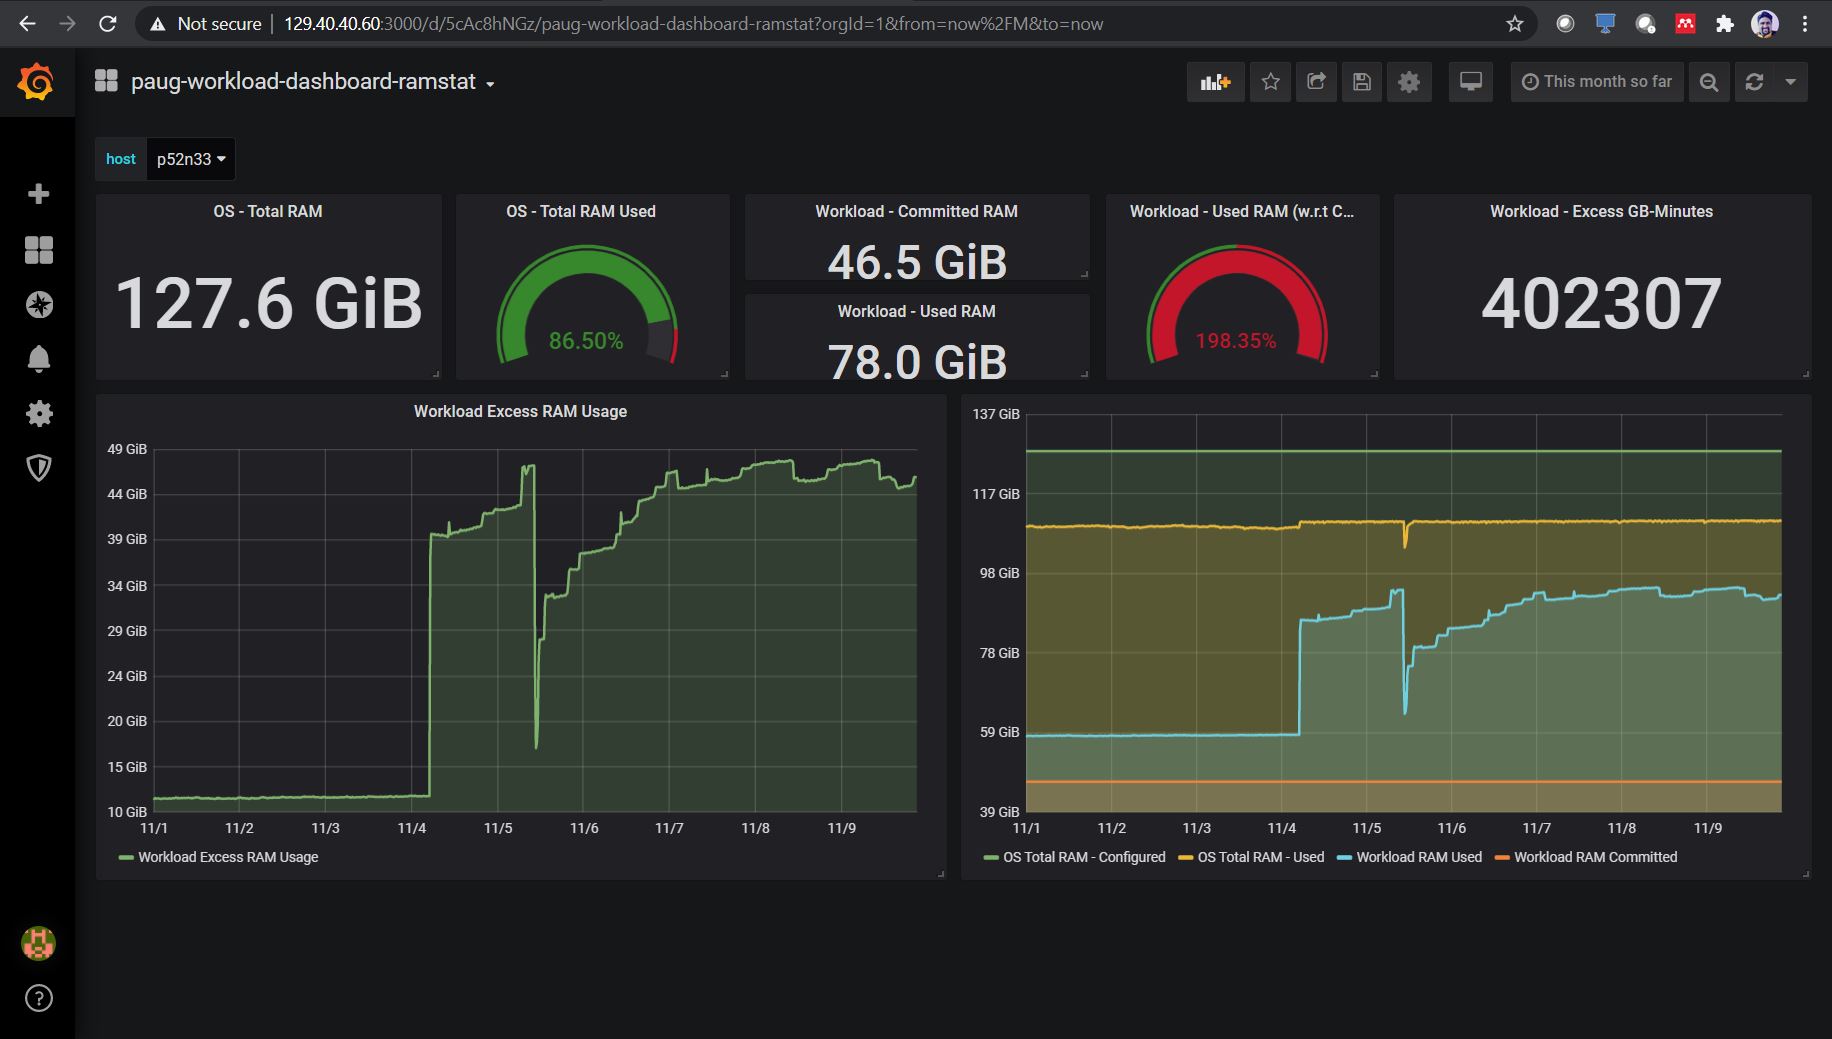 Not secure | 129.40.40.60:3000/d/5cAc8hNGz/paug-workload-dashboard-ramstat?orgId=1&from=now%2FM&to=now
paug-workload-dashboard-ramstat
This month so far
host p52n33
OS - Total RAM
127.6 GiB
OS - Total RAM Used
86.50%
Workload - Committed RAM
46.5 GiB
Workload - Used RAM
78.0 GiB
Workload - Used RAM (w.r.t C...
198.35%
Workload - Excess GB-Minutes
402307
Workload Excess RAM Usage
49 GiB
44 GiB
39 GiB
34 GiB
29 GiB
24 GiB
20 GiB
15 GiB
10 GiB
11/1 11/2 11/3 11/4 11/5 11/6 11/7 11/8 11/9
Workload Excess RAM Usage
137 GiB
117 GiB
98 GiB
78 GiB
59 GiB
39 GiB
11/1 11/2 11/3 11/4 11/5 11/6 11/7 11/8 11/9
OS Total RAM - Configured OS Total RAM - Used Workload RAM Used Workload RAM Committed